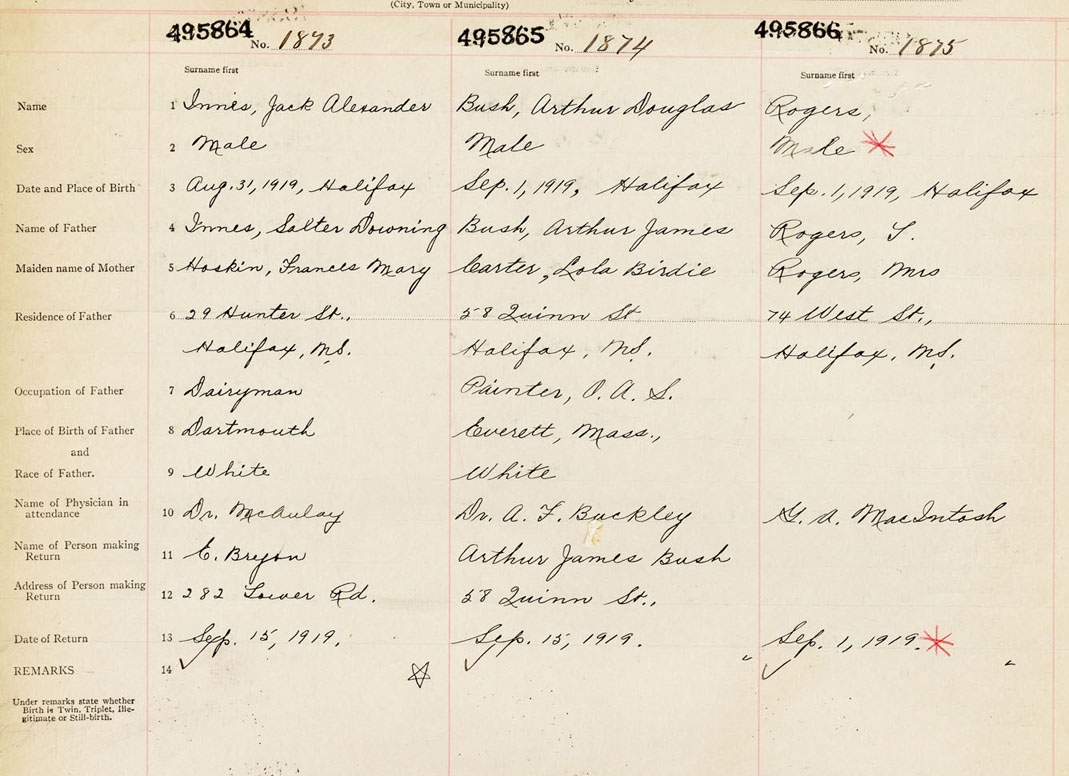 (City, Town or Municipality)
495864 No. 1873 495865 No. 1874 495866 No. 1875
Surname first Surname first Surname first
Name 1 Innes, Jack Alexander Bush, Arthur Douglas Rogers,
Sex 2 Male Male Male
Date and Place of Birth 3 Aug. 31, 1919, Halifax Sep. 1, 1919, Halifax Sep. 1, 1919, Halifax
Name of Father 4 Innes, Salter Downing Bush, Arthur James Rogers, T.
Maiden name of Mother 5 Hoskin, Frances Mary Carter, Lola Birdie Rogers, Mrs
Residence of Father 6 29 Hunter St., 58 Quinn St 74 West St.,
Halifax, N.S. Halifax, N.S. Halifax, N.S.
Occupation of Father 7 Dairyman Painter, O. A. S.
Place of Birth of Father 8 Dartmouth Everett, Mass.,
and
Race of Father. 9 White White
Name of Physician in
attendance 10 Dr. McAulay Dr. A. F. Buckley G. A. MacIntosh
Name of Person making
Return 11 E. Arthur James Bush
Address of Person making
Return 12 282 Tower Rd. 58 Quinn St.,
Date of Return 13 Sep. 15, 1919. Sep. 15, 1919. Sep. 1, 1919.
REMARKS 14
Under remarks state whether
Birth is Twin, Triplet, Ille-
gitimate or Still-birth.